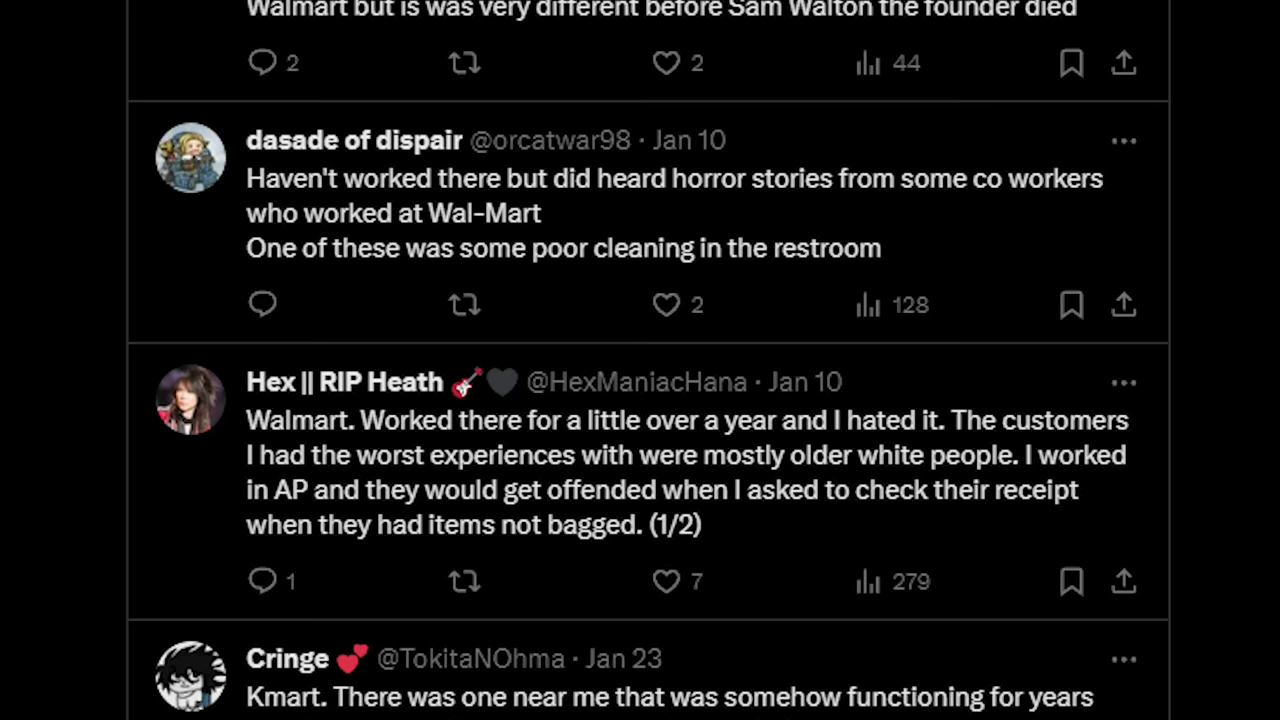 Walmart but is was very different before Sam Walton the founder died
2 2 44
dasade of dispair @orcatwar98 · Jan 10
Haven't worked there but did heard horror stories from some co workers
who worked at Wal-Mart
One of these was some poor cleaning in the restroom
2 128
Hex || RIP Heath 🎸🖤 @HexManiacHana · Jan 10
Walmart. Worked there for a little over a year and I hated it. The customers
I had the worst experiences with were mostly older white people. I worked
in AP and they would get offended when I asked to check their receipt
when they had items not bagged. (1/2)
1 7 279
Cringe 💕 @TokitaNOhma · Jan 23
Kmart. There was one near me that was somehow functioning for years